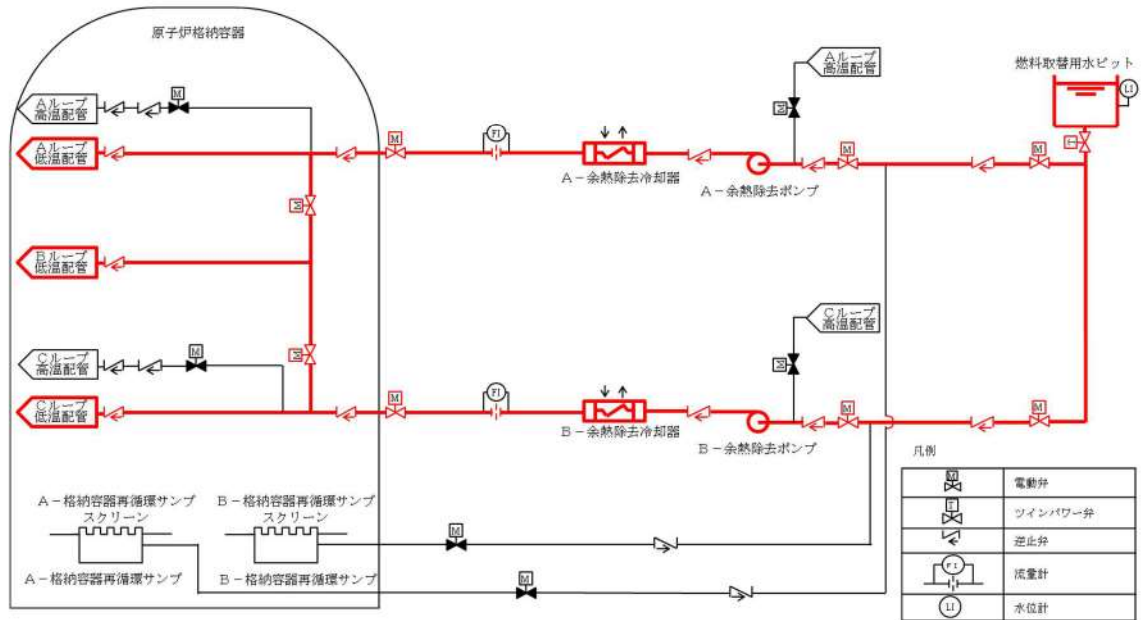 原子炉格納容器
Aループ
高温配管
燃料取替用水ピット
LI
M
Aループ
高温配管
M
T
Aループ
低温配管
M
FI
M
M
A-余熱除去冷却器
A-余熱除去ポンプ
M
Bループ
低温配管
Cループ
高温配管
Cループ
高温配管
M
M
M
Cループ
低温配管
M
FI
M
M
B-余熱除去冷却器
B-余熱除去ポンプ
凡例
M
電動弁
T
ツインパワー弁
逆止弁
FI
流量計
LI
水位計
A-格納容器再循環サンプ
スクリーン
B-格納容器再循環サンプ
スクリーン
M
A-格納容器再循環サンプ
B-格納容器再循環サンプ
M